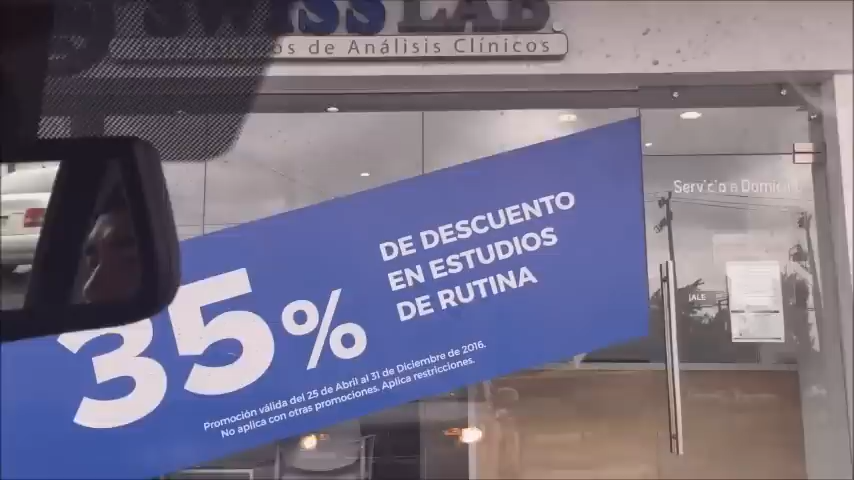 SWISS LAB
de Análisis Clínicos
Servicio a Domici
35%
DE DESCUENTO
EN ESTUDIOS
DE RUTINA
Promoción válida del 25 de Abril al 31 de Diciembre de 2016.
No aplica con otras promociones. Aplica restricciones.
JALE